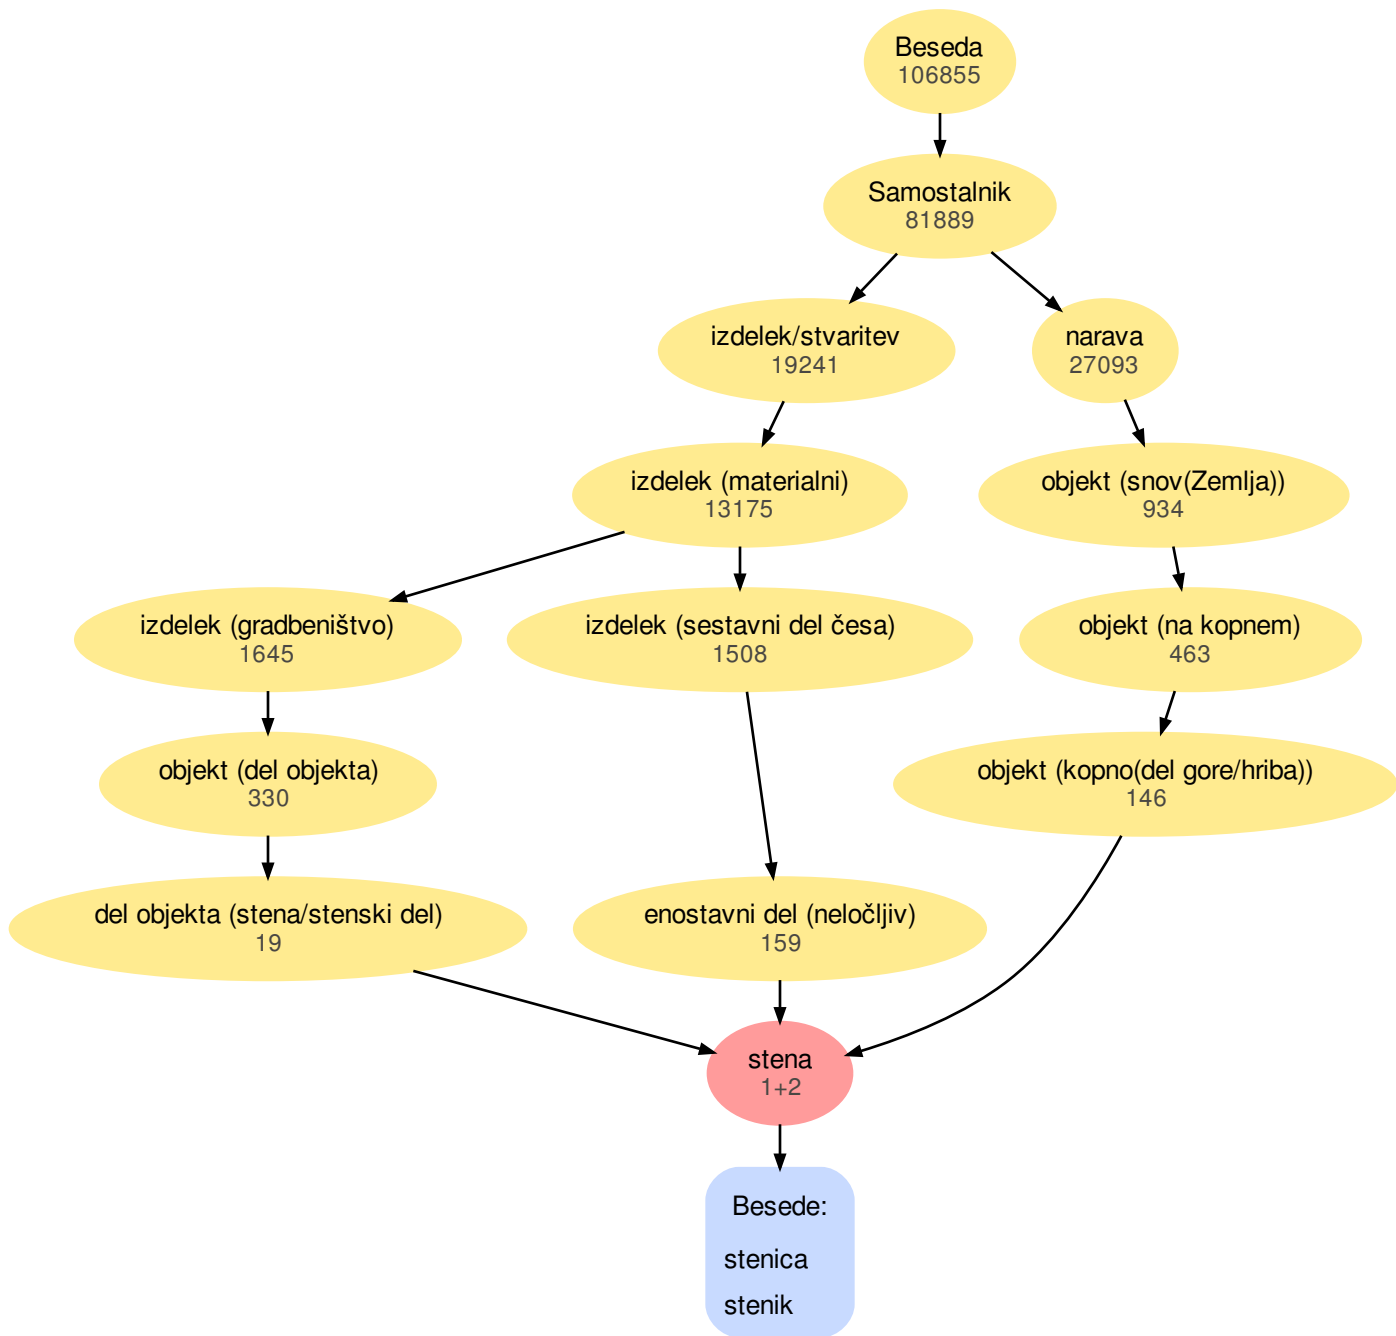 Beseda
106855
Samostalnik
81889
izdelek/stvaritev
19241
narava
27093
izdelek (materialni)
13175
objekt (snov(Zemlja))
934
izdelek (gradbeništvo)
1645
izdelek (sestavni del česa)
1508
objekt (na kopnem)
463
objekt (del objekta)
330
objekt (kopno(del gore/hriba))
146
del objekta (stena/stenski del)
19
enostavni del (neločljiv)
159
stena
1+2
Besede:
stenica
stenik